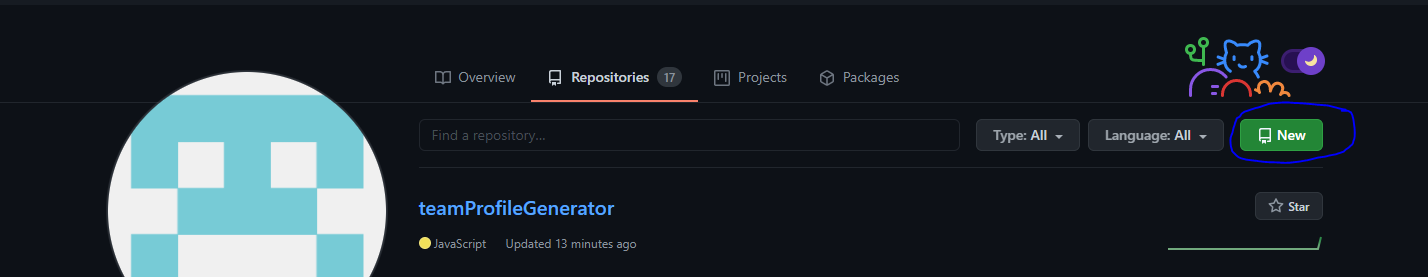 Overview Repositories 17 Projects Packages
Find a repository... Type: All Language: All New
teamProfileGenerator Star
JavaScript Updated 13 minutes ago